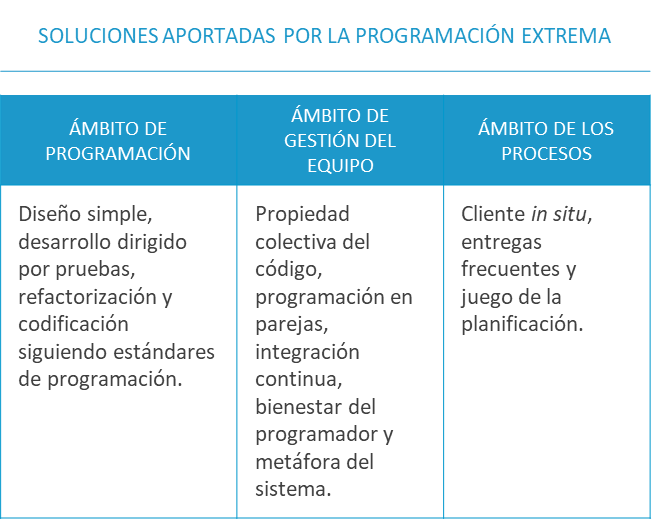 SOLUCIONES APORTADAS POR LA PROGRAMACIÓN EXTREMA
ÁMBITO DE
PROGRAMACIÓN
ÁMBITO DE
GESTIÓN DEL
EQUIPO
ÁMBITO DE LOS
PROCESOS
Diseño simple,
desarrollo dirigido
por pruebas,
refactorización y
codificación
siguiendo estándares
de programación.
Propiedad
colectiva del
código,
programación en
parejas,
integración
continua,
bienestar del
programador y
metáfora del
sistema.
Cliente in situ,
entregas
frecuentes y
juego de la
planificación.